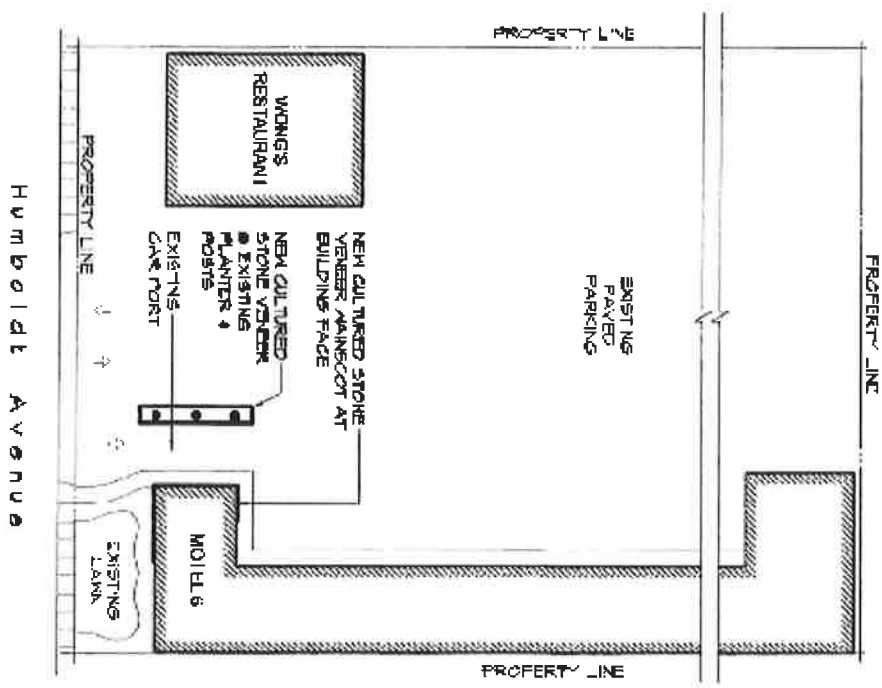 PROPERTY LINE
PROPERTY LINE
WONG'S
RESTAURANT
PROPERTY LINE
Humboldt Avenue
NEW CULTURED STONE
VENEER WAINSCOT AT
BUILDING FACE
NEW CULTURED
STONE VENEER
@ EXISTING
PLANTER &
POSTS
EXISTING
CAR PORT
EXISTING
PAVED
PARKING
MOTEL 6
EXISTING
LAWN
PROPERTY LINE